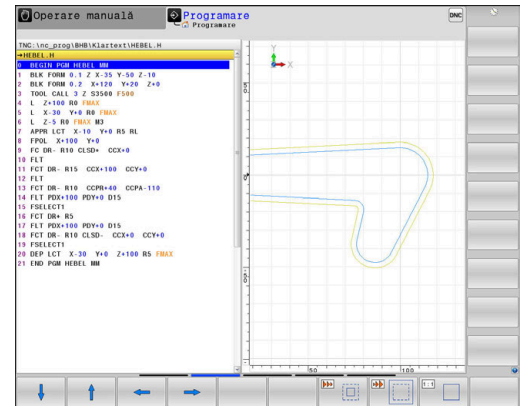 Operare manuală
Programare
Programare
DNC
TNC:\nc_prog\BHB\Klartext\HEBEL.H
→HEBEL.H
0 BEGIN PGM HEBEL MM
1 BLK FORM 0.1 Z X-35 Y-50 Z-10
2 BLK FORM 0.2 X+120 Y+20 Z+0
3 TOOL CALL 3 Z S3500 F500
4 L Z+100 R0 FMAX
5 L X-30 Y+0 R0 FMAX
6 L Z-5 R0 FMAX M3
7 APPR LCT X-10 Y+0 R5 RL
8 FPOL X+100 Y+0
9 FC DR- R10 CLSD+ CCX+0
10 FLT
11 FCT DR- R15 CCX+100 CCY+0
12 FLT
13 FCT DR- R10 CCPR+40 CCPA-110
14 FLT PDX+100 PDY+0 D15
15 FSELECT1
16 FCT DR+ R5
17 FLT PDX+100 PDY+0 D15
18 FCT DR- R10 CLSD- CCX+0 CCY+0
19 FSELECT1
20 DEP LCT X-30 Y+0 Z+100 R5 FMAX
21 END PGM HEBEL MM
Y
X
50
100
1:1